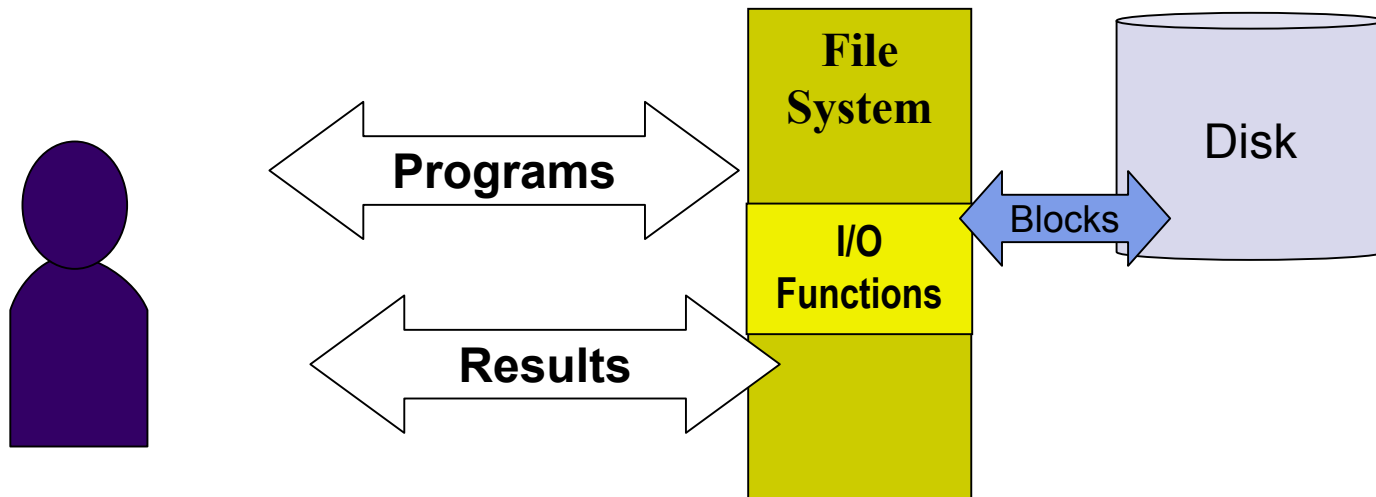 File
System
Disk
Programs
Blocks
I/O
Functions
Results